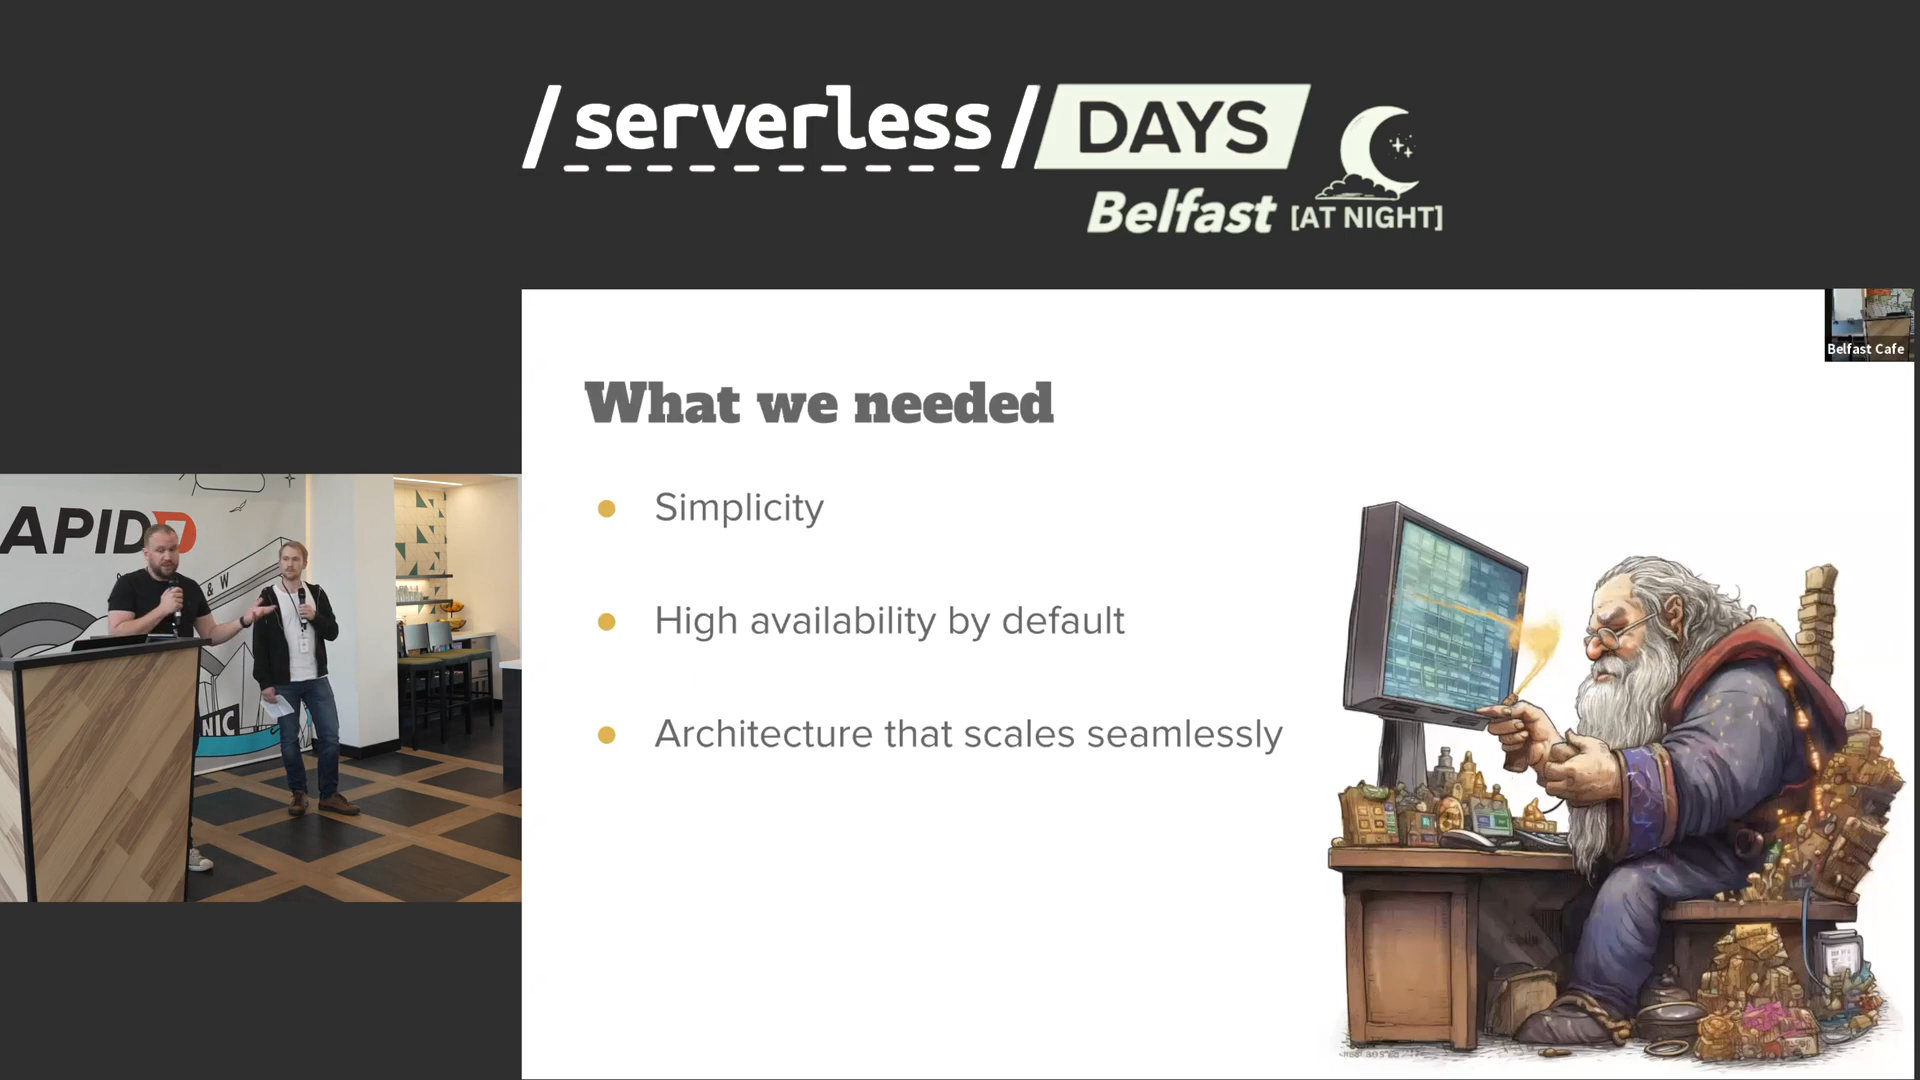 /serverless/DAYS
Belfast [AT NIGHT]
Belfast Cafe
What we needed
Simplicity
High availability by default
Architecture that scales seamlessly
APID7
& W
NIC